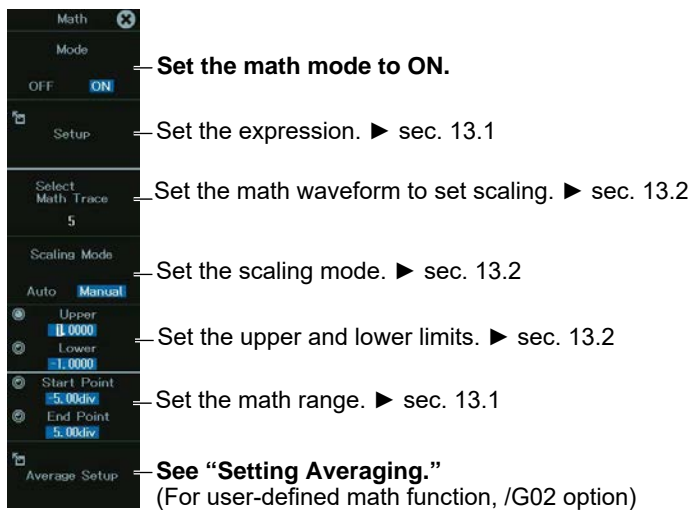 Math
Mode
OFF ON
Set the math mode to ON.
Setup
Set the expression. ► sec. 13.1
Select
Math Trace
5
Set the math waveform to set scaling. ► sec. 13.2
Scaling Mode
Auto Manual
Set the scaling mode. ► sec. 13.2
Upper
1.0000
Lower
-1.0000
Set the upper and lower limits. ► sec. 13.2
Start Point
-5.00div
End Point
5.00div
Set the math range. ► sec. 13.1
Average Setup
See “Setting Averaging.”
(For user-defined math function, /G02 option)